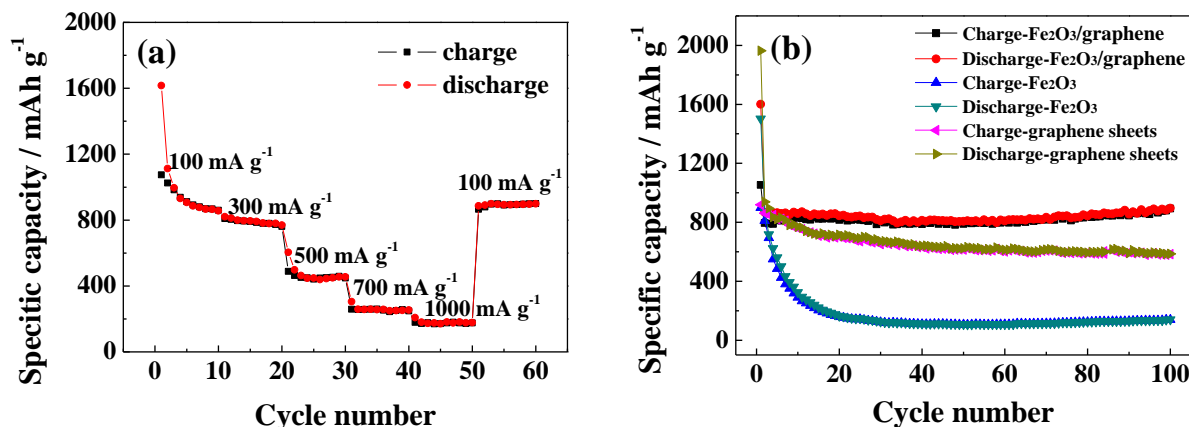 (a)
charge
discharge
100 mA g⁻¹
300 mA g⁻¹
500 mA g⁻¹
700 mA g⁻¹
1000 mA g⁻¹
100 mA g⁻¹
2000
1600
1200
800
400
0
0 10 20 30 40 50 60
Cycle number
Specitic capacity / mAh g⁻¹
(b)
Charge-Fe₂O₃/graphene
Discharge-Fe₂O₃/graphene
Charge-Fe₂O₃
Discharge-Fe₂O₃
Charge-graphene sheets
Discharge-graphene sheets
2000
1600
1200
800
400
0
0 20 40 60 80 100
Cycle number
Specific capacity / mAh g⁻¹